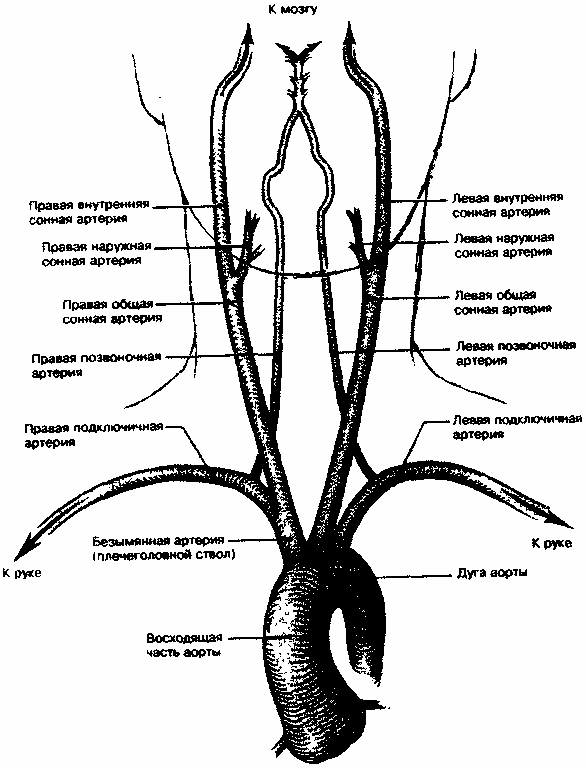 К мозгу
Правая внутренняя
сонная артерия
Левая внутренняя
сонная артерия
Правая наружная
сонная артерия
Левая наружная
сонная артерия
Правая общая
сонная артерия
Левая общая
сонная артерия
Правая позвоночная
артерия
Левая позвоночная
артерия
Правая подключичная
артерия
Левая подключичная
артерия
Безымянная артерия
(плечеголовной ствол)
К руке
К руке
Дуга аорты
Восходящая
часть аорты